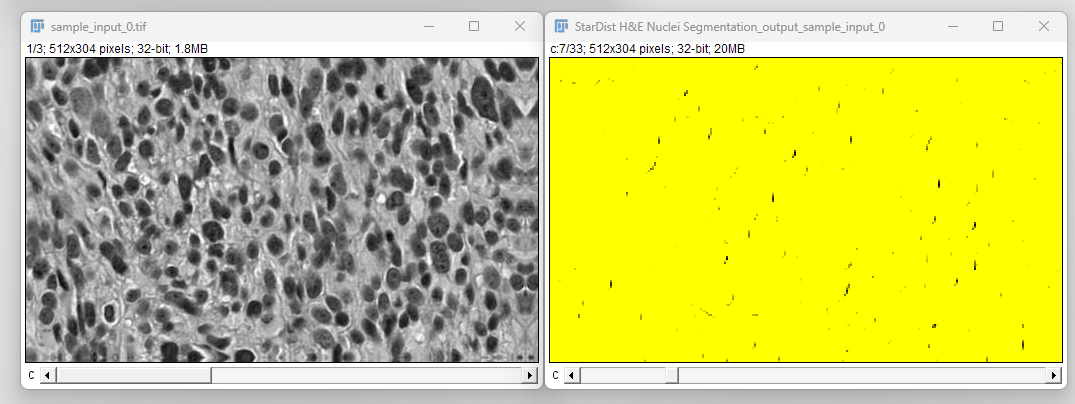 sample_input_0.tif
1/3; 512x304 pixels; 32-bit; 1.8MB
C
StarDist H&E Nuclei Segmentation_output_sample_input_0
c:7/33; 512x304 pixels; 32-bit; 20MB
C